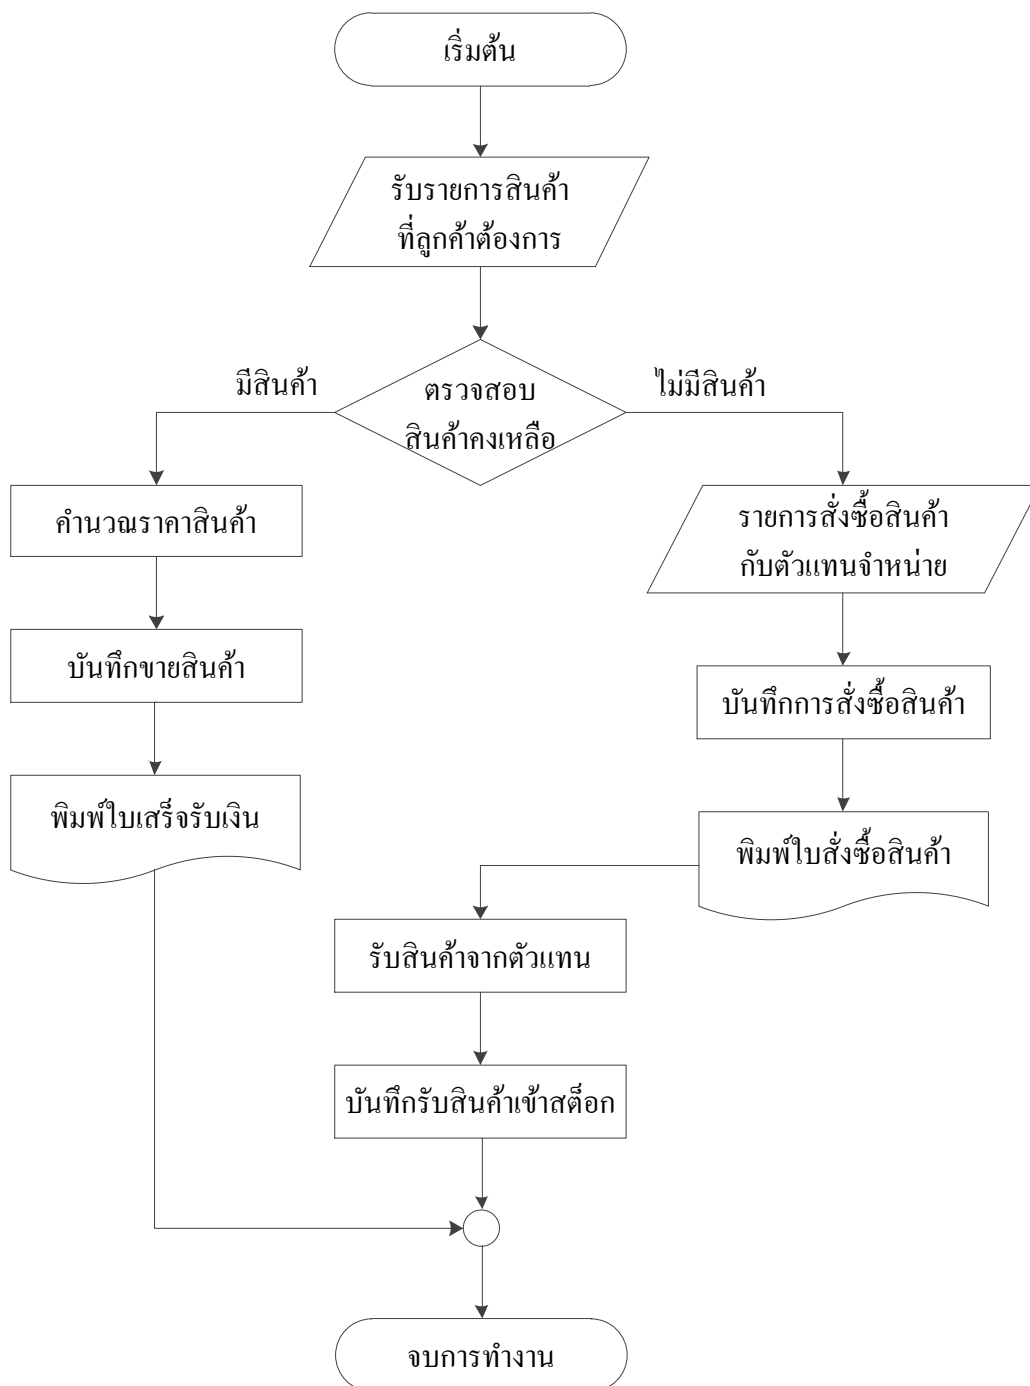 เริ่มต้น
รับรายการสินค้า
ที่ลูกค้าต้องการ
มีสินค้า
ตรวจสอบ
สินค้าคงเหลือ
ไม่มีสินค้า
คำนวณราคาสินค้า
รายการสั่งซื้อสินค้า
กับตัวแทนจำหน่าย
บันทึกขายสินค้า
บันทึกการสั่งซื้อสินค้า
พิมพ์ใบเสร็จรับเงิน
พิมพ์ใบสั่งซื้อสินค้า
รับสินค้าจากตัวแทน
บันทึกรับสินค้าเข้าสต็อก
จบการทำงาน